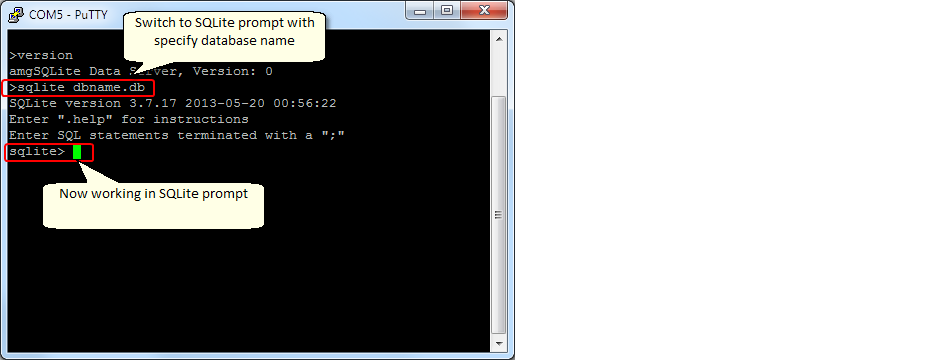 COM5 - PuTTY
Switch to SQLite prompt with
specify database name
>version
amgSQLite Data Server, Version: 0
>sqlite dbname.db
SQLite version 3.7.17 2013-05-20 00:56:22
Enter ".help" for instructions
Enter SQL statements terminated with a ";"
sqlite>
Now working in SQLite prompt